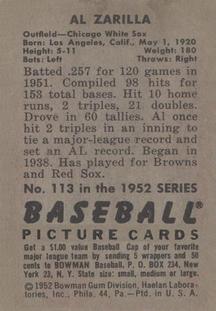 AL ZARILLA
Outfield—Chicago White Sox
Born: Los Angeles, Calif., May 1, 1920
Height: 5-11 Weight: 180
Bats: Left Throws: Right
Batted .257 for 120 games in
1951. Compiled 98 hits for
153 total bases. Hit 10 home
runs, 2 triples, 21 doubles.
Drove in 60 tallies. Al once
hit 2 triples in an inning to
tie a major-league record and
set an AL record. Began in
1938. Has played for Browns
and Red Sox.
No. 113 in the 1952 SERIES
BASEBALL®
PICTURE CARDS
Get a $1.00 value Baseball Cap of your favorite
major league team by sending 5 wrappers and 50
cents to BOWMAN Baseball, P. O. BOX 234, New
York 23, N. Y. State size: small, medium or large.
©1952 Bowman Gum Division, Haelan Labora-
tories, Inc., Phila. 44, Pa.—Ptd. in U. S. A.